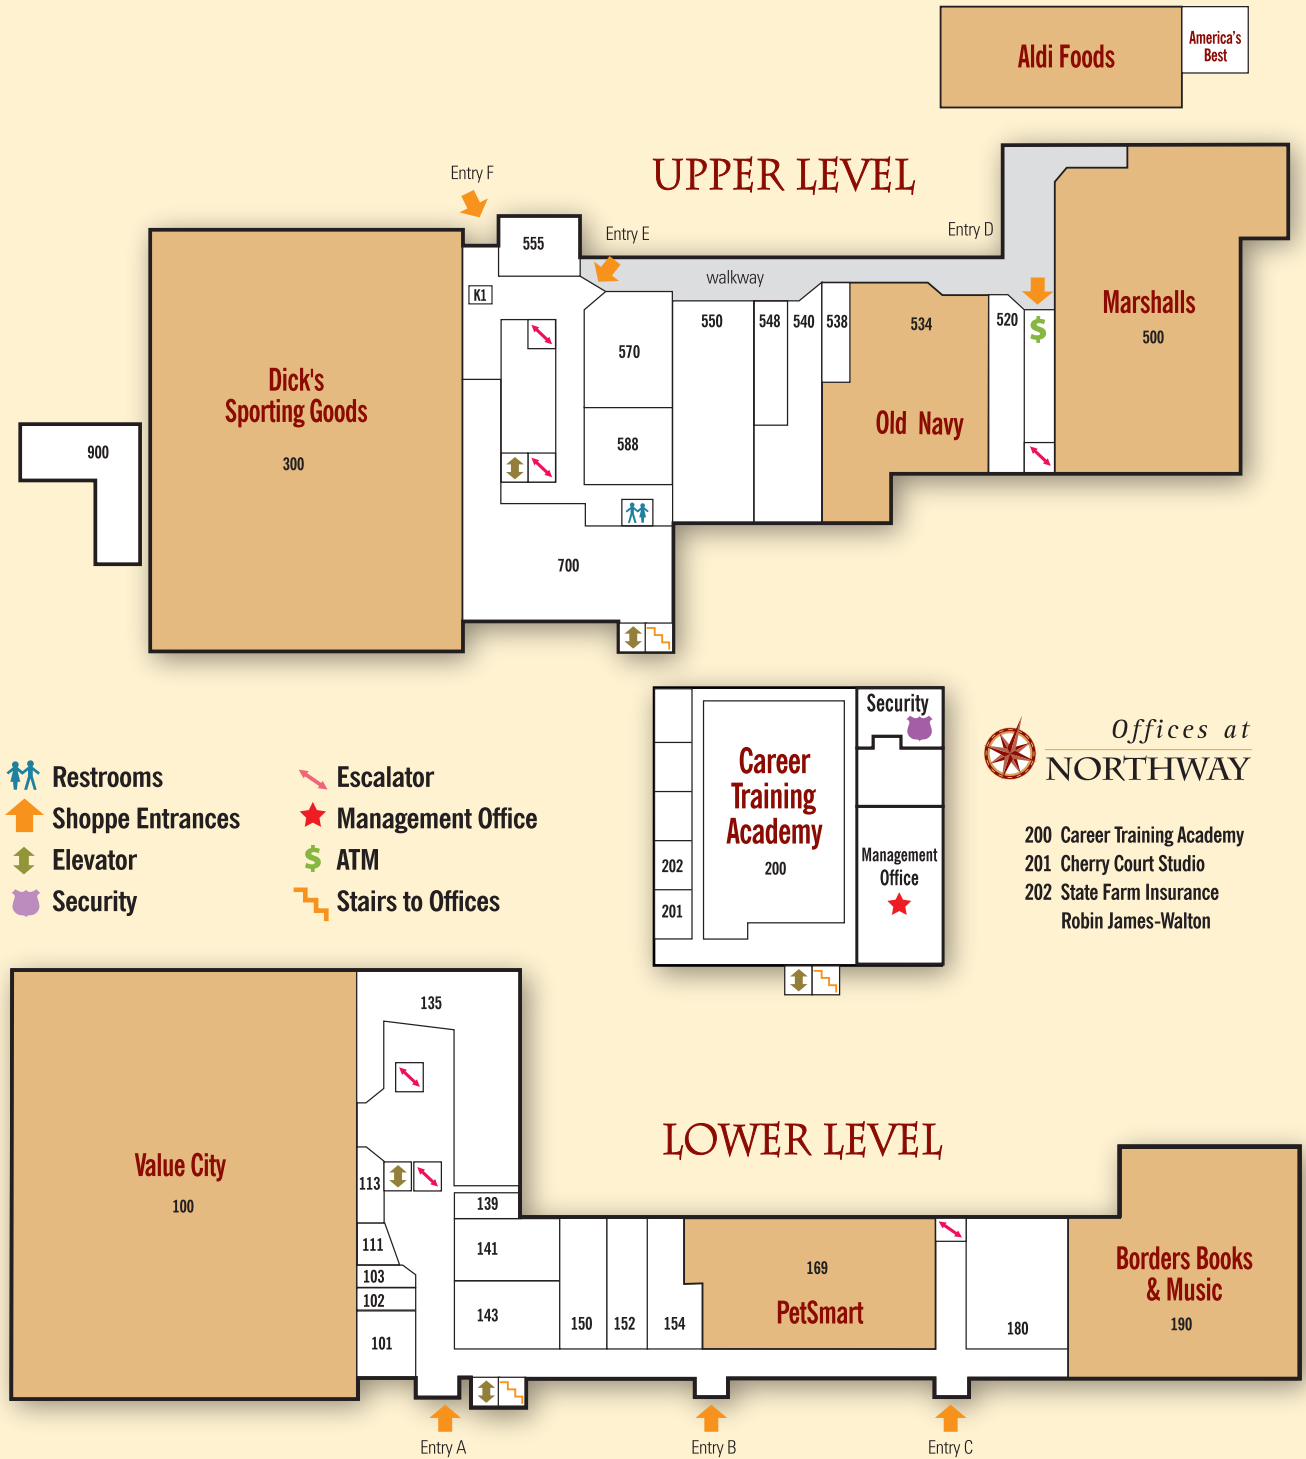 Aldi Foods
America's
Best
UPPER LEVEL
Entry F
Entry E
Entry D
walkway
555
K1
570
588
700
550
548
540
538
534
Old Navy
520
$
Marshalls
500
Dick's
Sporting Goods
300
900
Restrooms
Shoppe Entrances
Elevator
Security
Escalator
Management Office
$ ATM
Stairs to Offices
Career
Training
Academy
200
202
201
Security
Management
Office
Offices at
NORTHWAY
200 Career Training Academy
201 Cherry Court Studio
202 State Farm Insurance
Robin James-Walton
LOWER LEVEL
Value City
100
135
113
111
103
102
101
139
141
143
150
152
154
169
PetSmart
180
Borders Books
& Music
190
Entry A
Entry B
Entry C